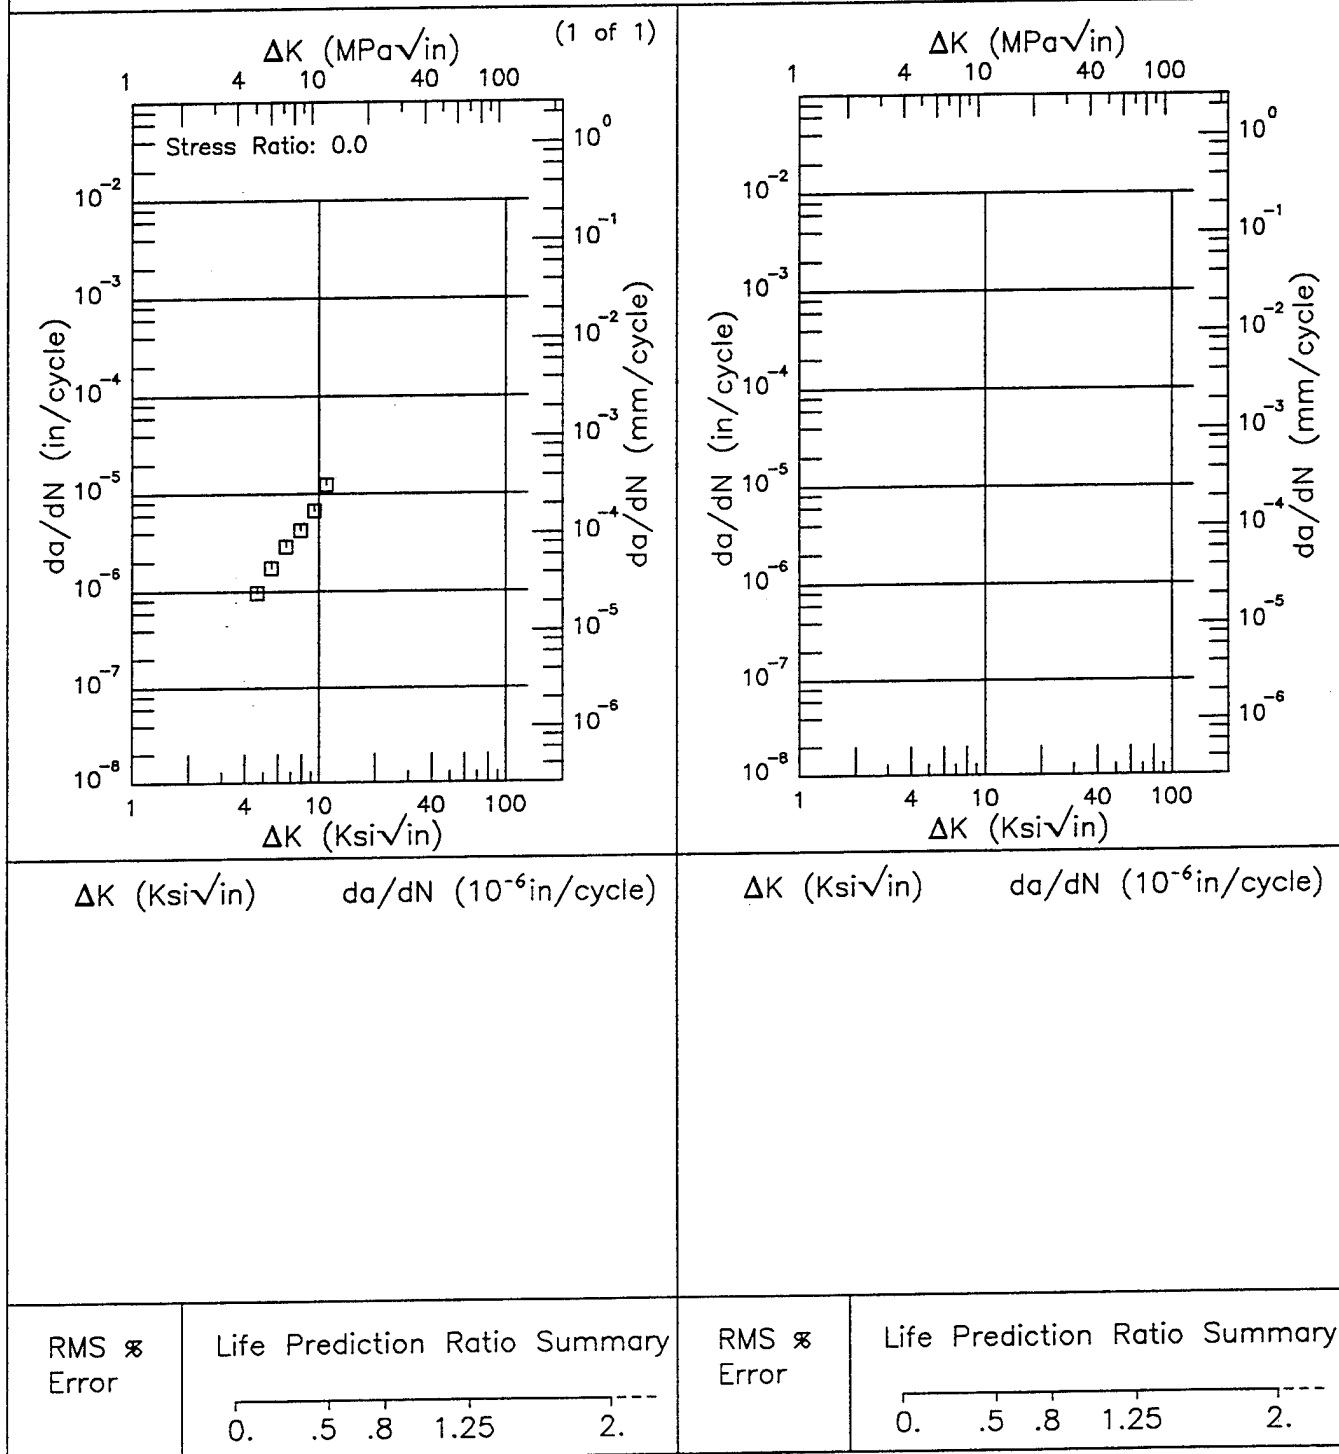 (1 of 1)
ΔK (MPa√in)
1 4 10 40 100
Stress Ratio: 0.0
da/dN (in/cycle)
10⁻²
10⁻³
10⁻⁴
10⁻⁵
10⁻⁶
10⁻⁷
10⁻⁸
10⁰
10⁻¹
10⁻²
10⁻³
10⁻⁴
10⁻⁵
10⁻⁶
da/dN (mm/cycle)
1 4 10 40 100
ΔK (Ksi√in)
ΔK (MPa√in)
1 4 10 40 100
da/dN (in/cycle)
10⁻²
10⁻³
10⁻⁴
10⁻⁵
10⁻⁶
10⁻⁷
10⁻⁸
10⁰
10⁻¹
10⁻²
10⁻³
10⁻⁴
10⁻⁵
10⁻⁶
da/dN (mm/cycle)
1 4 10 40 100
ΔK (Ksi√in)
ΔK (Ksi√in) da/dN (10⁻⁶in/cycle)
ΔK (Ksi√in) da/dN (10⁻⁶in/cycle)
RMS %
Error
Life Prediction Ratio Summary
0. .5 .8 1.25 2.
RMS %
Error
Life Prediction Ratio Summary
0. .5 .8 1.25 2.